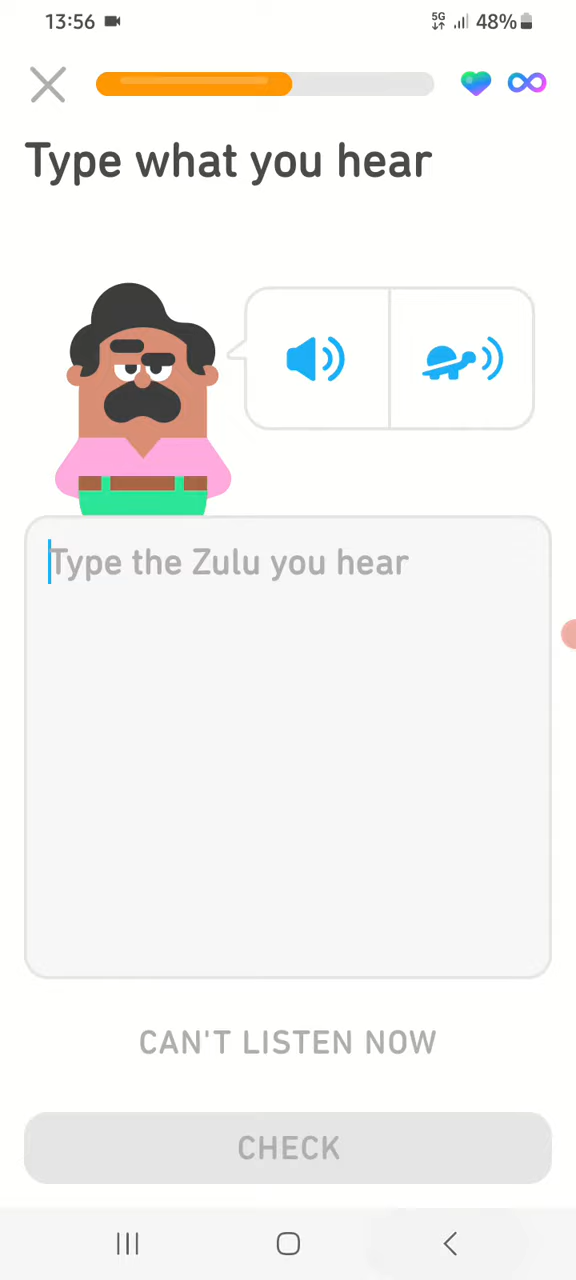 13:56 5G 48%
Type what you hear
Type the Zulu you hear
CAN'T LISTEN NOW
CHECK